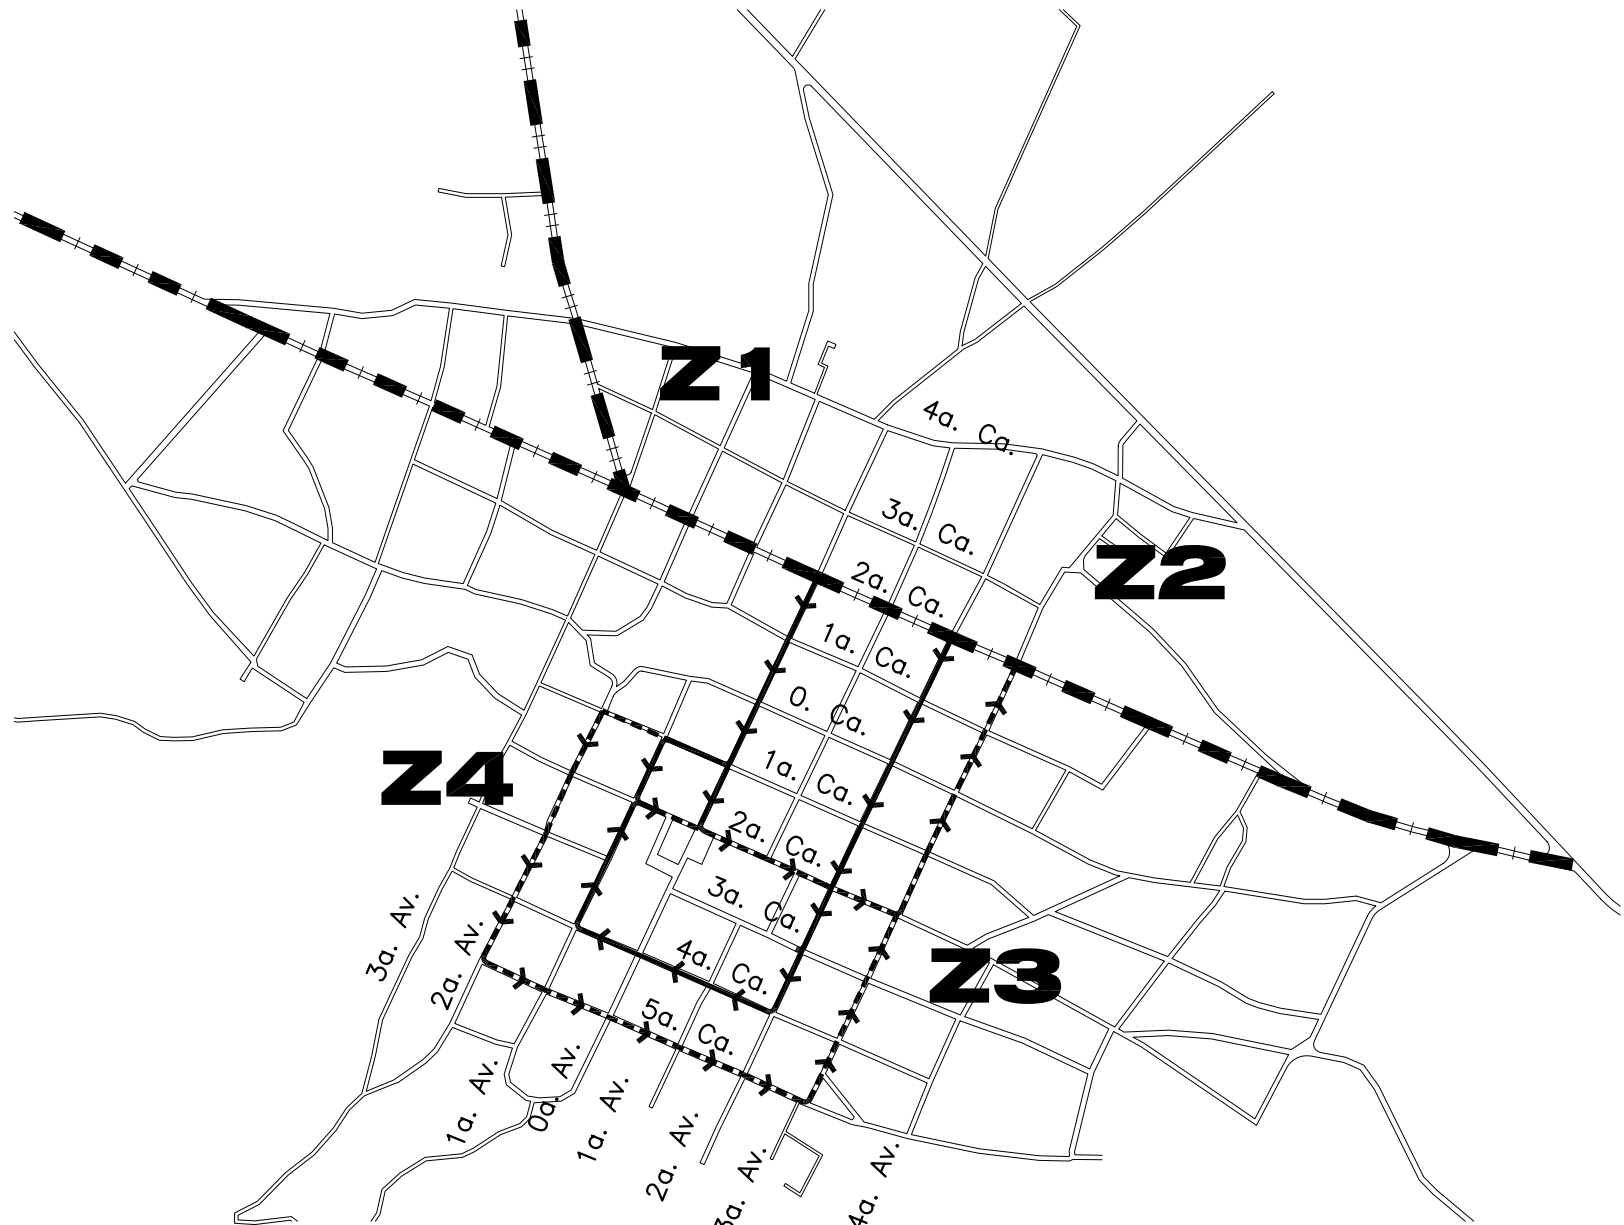 Z1
4a. Ca.
3a. Ca.
Z2
2a. Ca.
1a. Ca.
0. Ca.
1a. Ca.
Z4
2a. Ca.
3a. Ca.
3a. Av.
2a. Av.
4a. Ca.
Z3
5a. Ca.
1a. Av.
0a. Av.
1a. Av.
2a. Av.
3a. Av.
4a. Av.